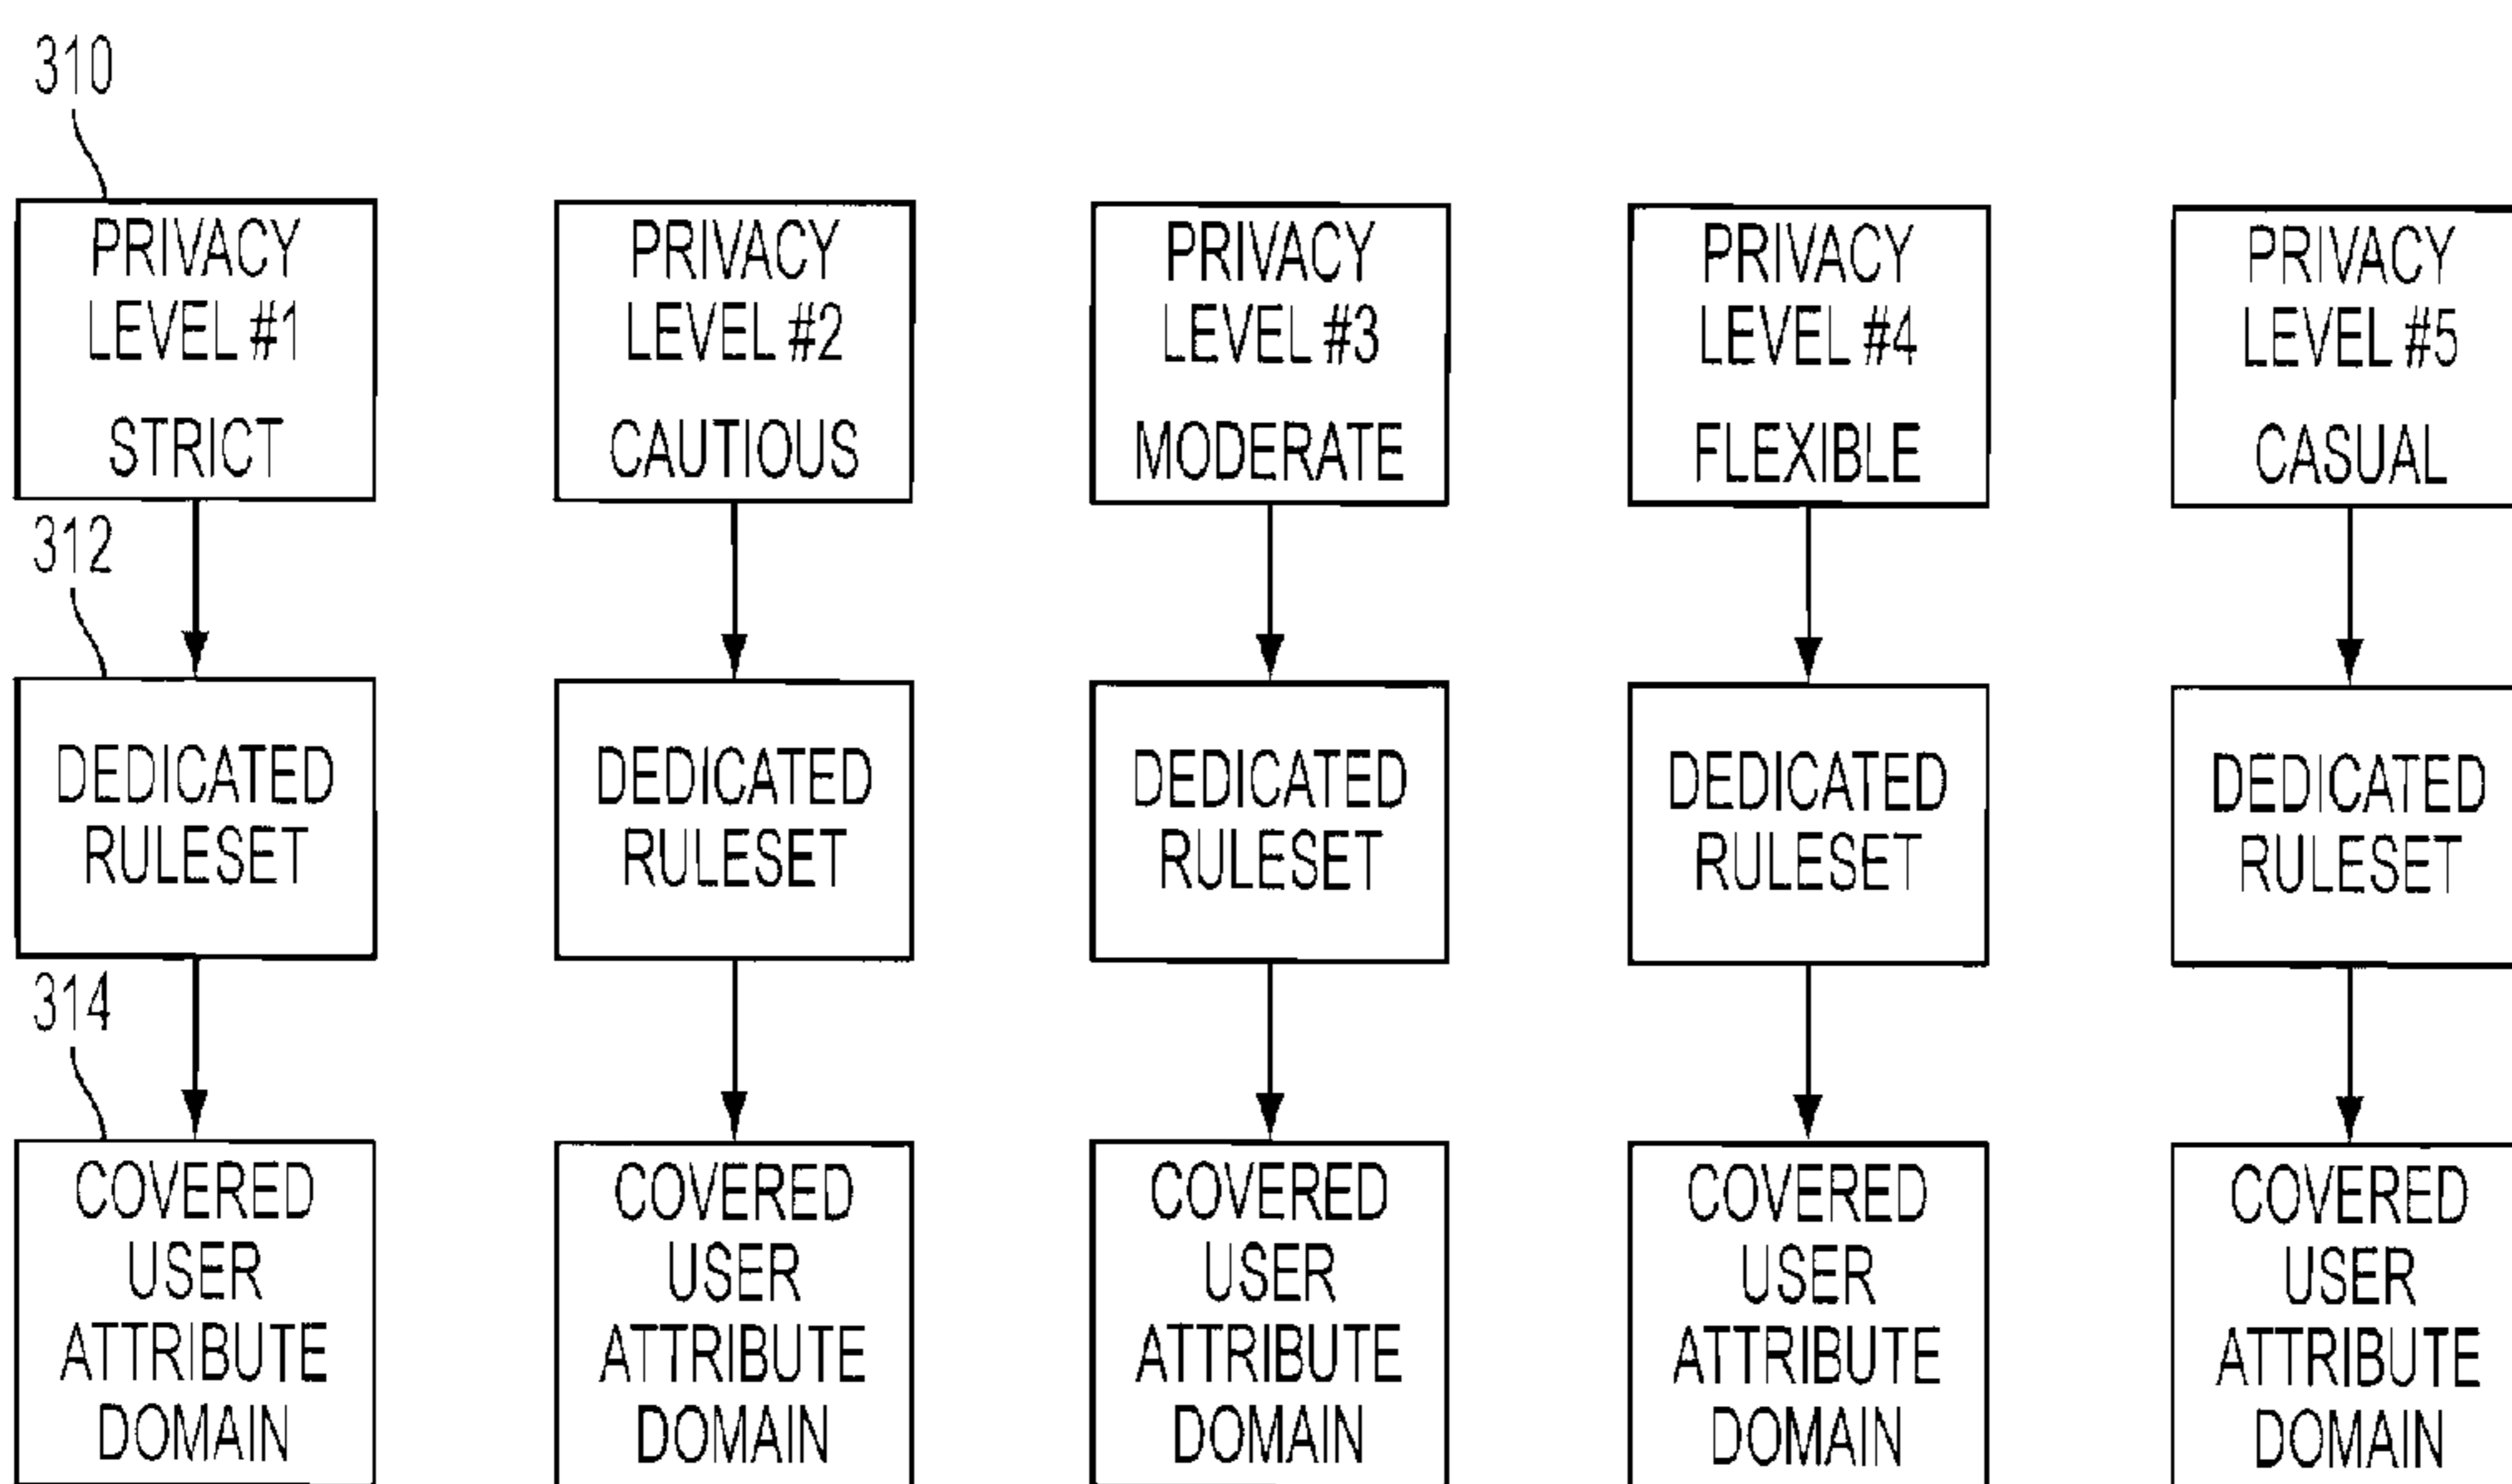 310
PRIVACY
LEVEL #1
STRICT
PRIVACY
LEVEL #2
CAUTIOUS
PRIVACY
LEVEL #3
MODERATE
PRIVACY
LEVEL #4
FLEXIBLE
PRIVACY
LEVEL #5
CASUAL
312
DEDICATED
RULESET
DEDICATED
RULESET
DEDICATED
RULESET
DEDICATED
RULESET
DEDICATED
RULESET
314
COVERED
USER
ATTRIBUTE
DOMAIN
COVERED
USER
ATTRIBUTE
DOMAIN
COVERED
USER
ATTRIBUTE
DOMAIN
COVERED
USER
ATTRIBUTE
DOMAIN
COVERED
USER
ATTRIBUTE
DOMAIN